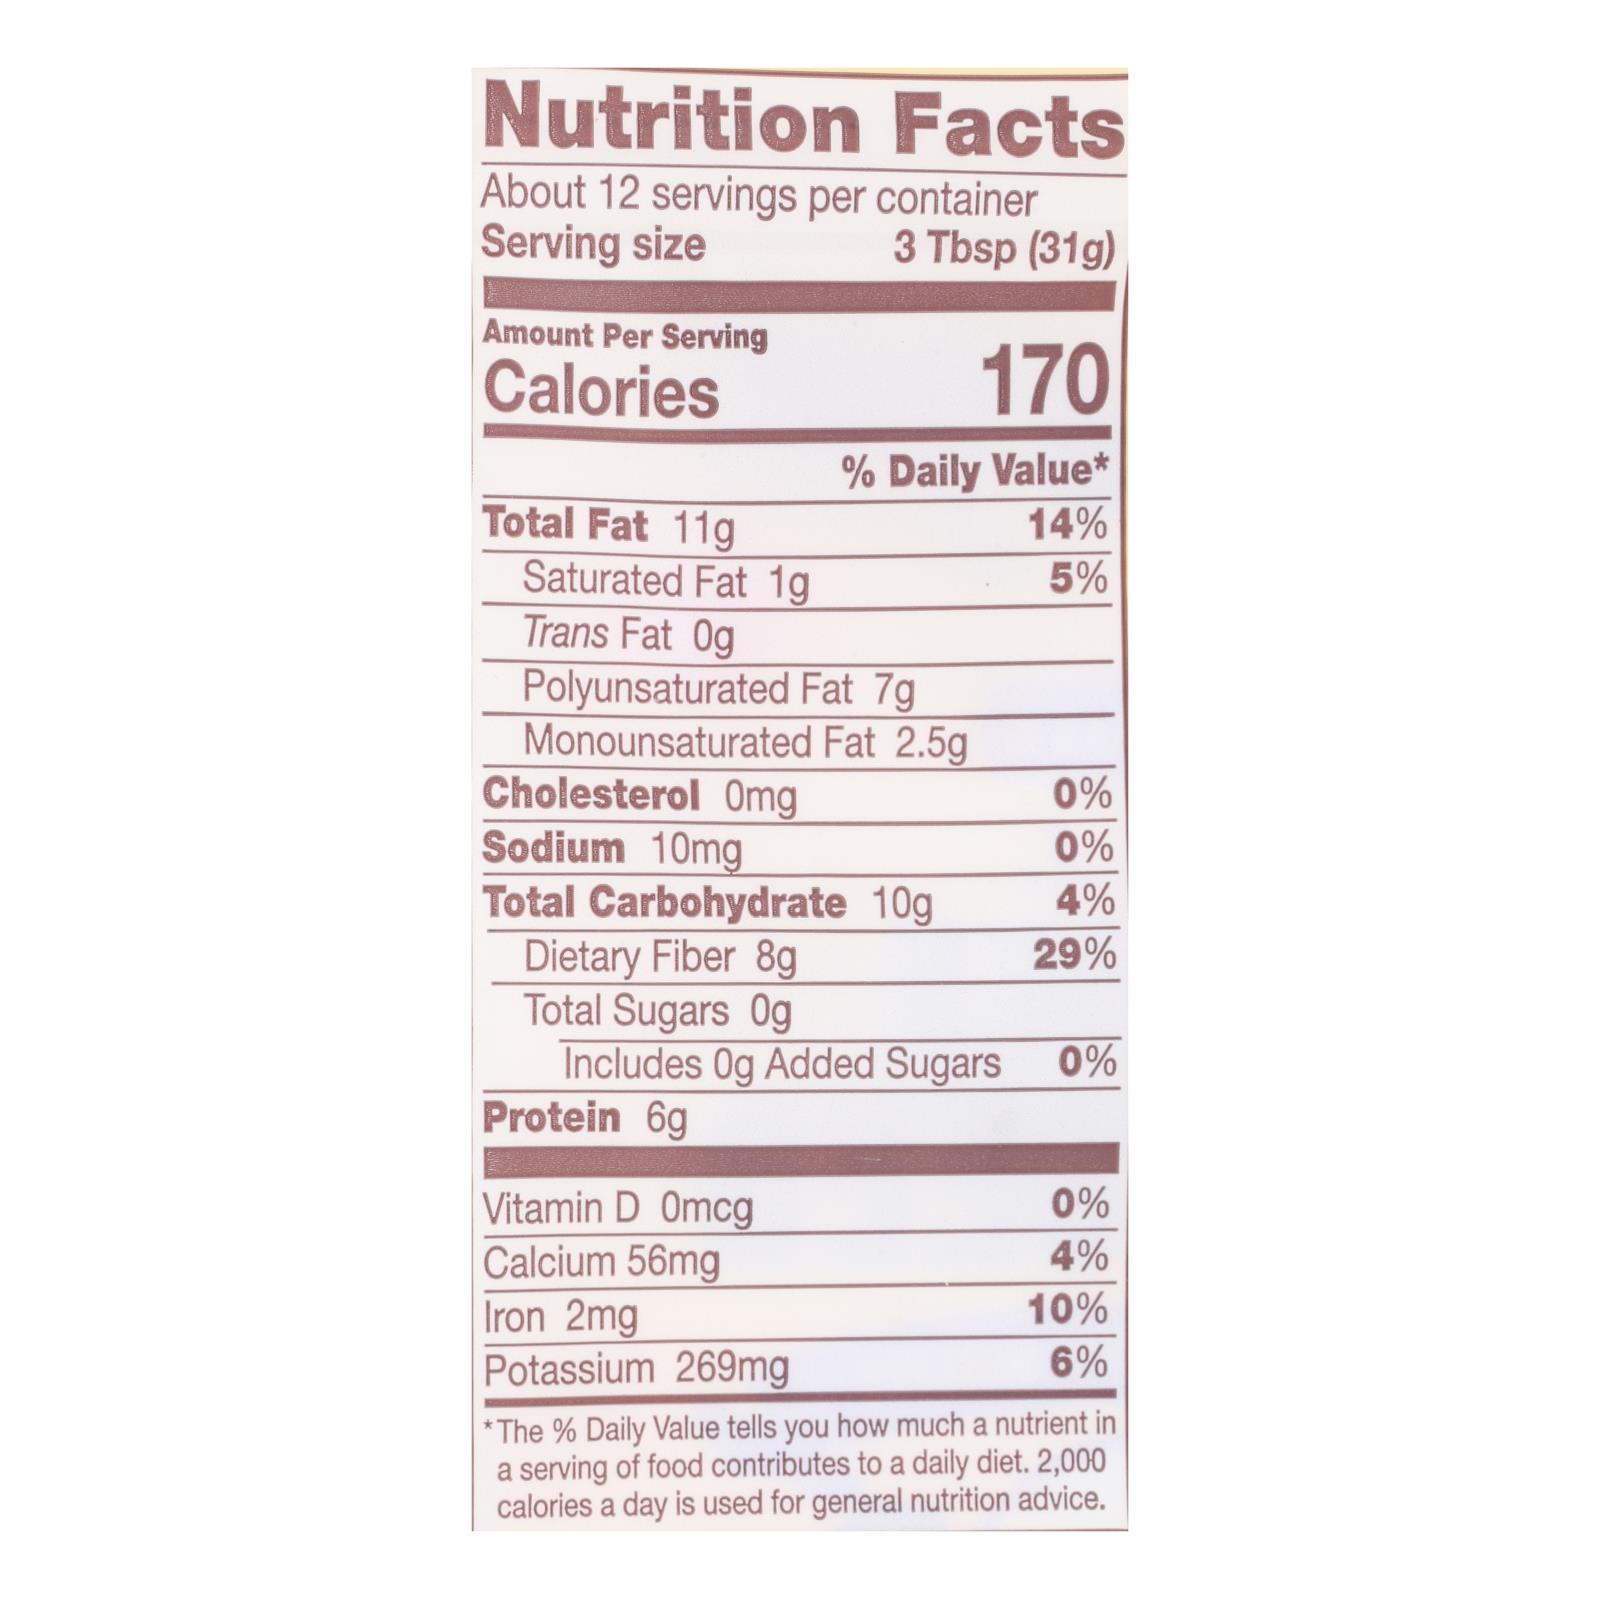 Nutrition Facts
About 12 servings per container
Serving size 3 Tbsp (31g)
Amount Per Serving
Calories 170
% Daily Value*
Total Fat 11g 14%
Saturated Fat 1g 5%
Trans Fat 0g
Polyunsaturated Fat 7g
Monounsaturated Fat 2.5g
Cholesterol 0mg 0%
Sodium 10mg 0%
Total Carbohydrate 10g 4%
Dietary Fiber 8g 29%
Total Sugars 0g
Includes 0g Added Sugars 0%
Protein 6g
Vitamin D 0mcg 0%
Calcium 56mg 4%
Iron 2mg 10%
Potassium 269mg 6%
*The % Daily Value tells you how much a nutrient in
a serving of food contributes to a daily diet. 2,000
calories a day is used for general nutrition advice.